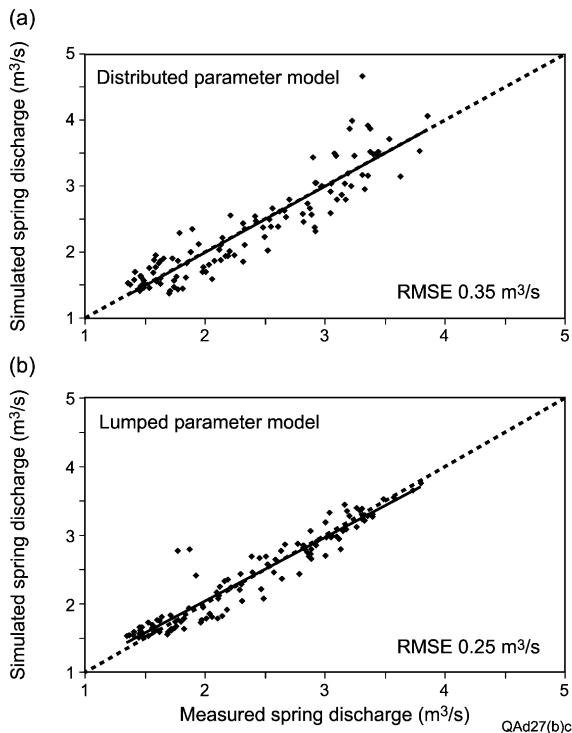 (a)
5
Distributed parameter model
4
3
2
RMSE 0.35 m³/s
1
1 2 3 4 5
Simulated spring discharge (m³/s)
(b)
5
Lumped parameter model
4
3
2
RMSE 0.25 m³/s
1
1 2 3 4 5
Simulated spring discharge (m³/s)
Measured spring discharge (m³/s)
QAd27(b)c